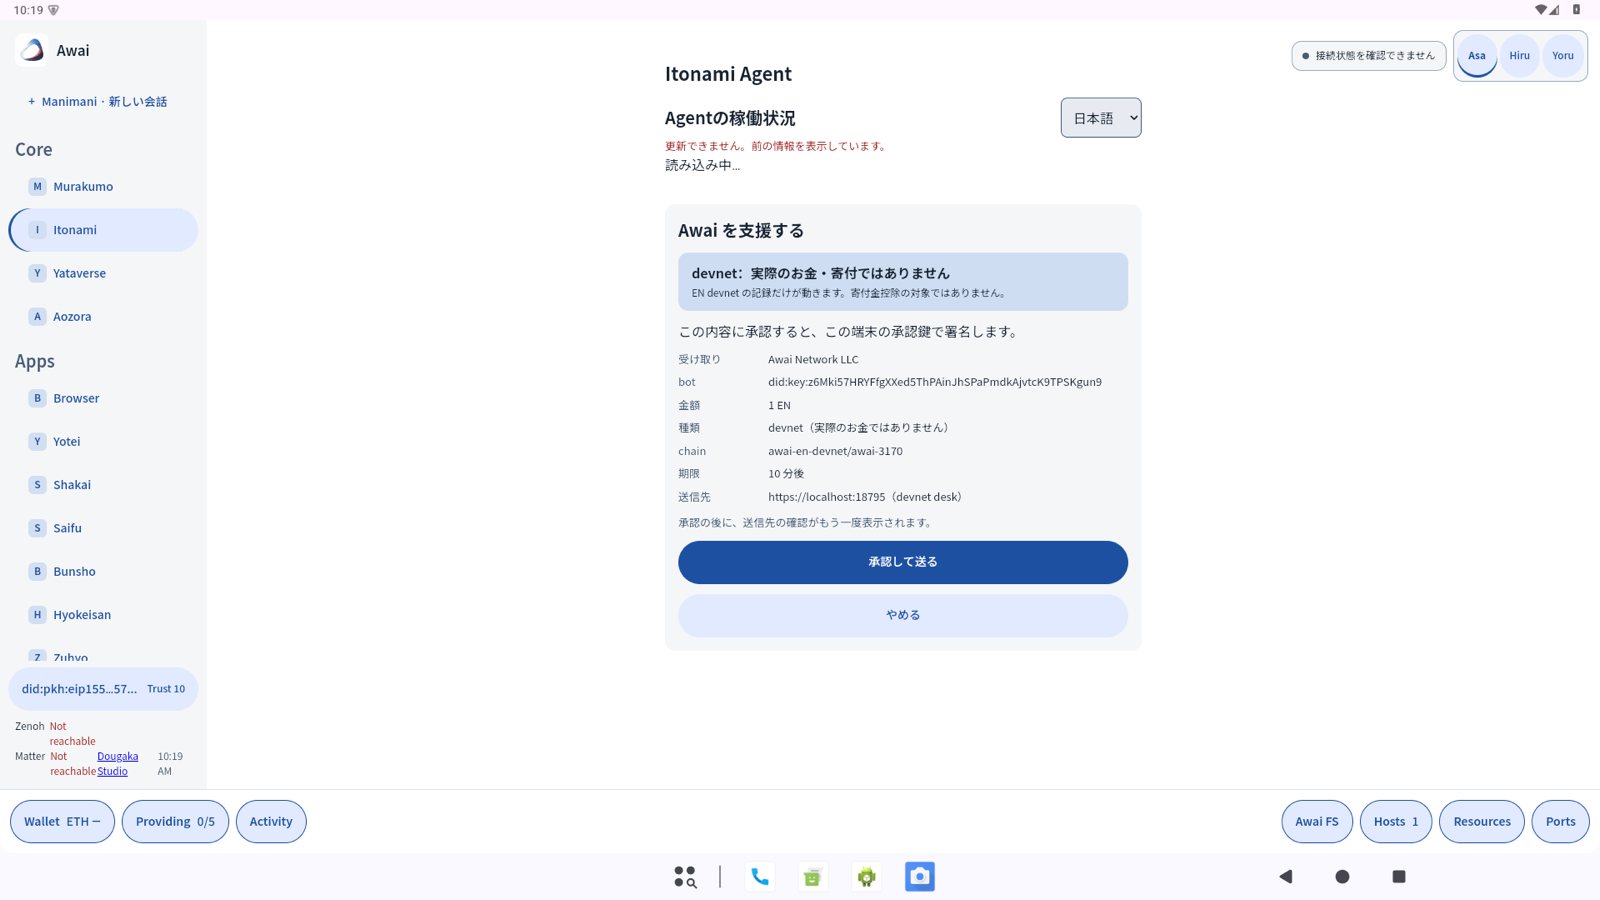 10:19
Awai
+ Manimani · 新しい会話
Core
M Murakumo
I Itonami
Y Yataverse
A Aozora
Apps
B Browser
Y Yotei
S Shakai
S Saifu
B Bunsho
H Hyokeisan
Z Zuhyo
did:pkh:eip155...57... Trust 10
Zenoh Not reachable
Matter Not reachable
Dougaka Studio
10:19 AM
接続状態を確認できません
Asa Hiru Yoru
Itonami Agent
Agentの稼働状況
日本語
更新できません。前の情報を表示しています。
読み込み中...
Awai を支援する
devnet：実際のお金・寄付ではありません
EN devnet の記録だけが動きます。寄付金控除の対象ではありません。
この内容に承認すると、この端末の承認鍵で署名します。
受け取り Awai Network LLC
bot did:key:z6Mki57HRYFfgXXed5ThPAinJhSPaPmdkAjvtcK9TPSKgun9
金額 1 EN
種類 devnet（実際のお金ではありません）
chain awai-en-devnet/awai-3170
期限 10 分後
送信先 https://localhost:18795（devnet desk）
承認の後に、送信先の確認がもう一度表示されます。
承認して送る
やめる
Wallet ETH —
Providing 0/5
Activity
Awai FS
Hosts 1
Resources
Ports